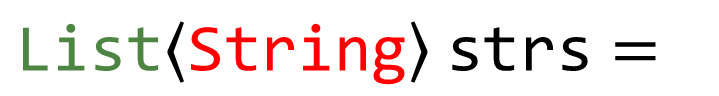 List⟨String⟩ strs =